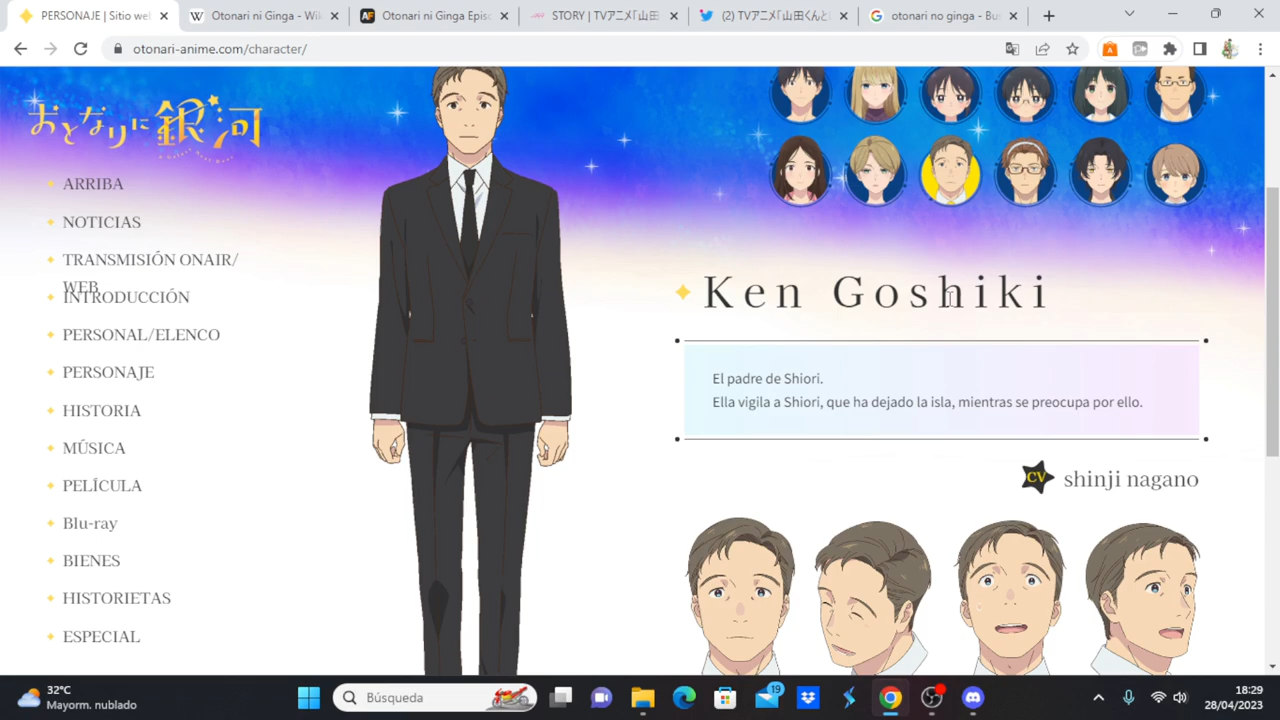 PERSONAJE | Sitio wel
Otonari ni Ginga - Wik
Otonari ni Ginga Episo
STORY | TVアニメ「山田
(2) TVアニメ「山田くんと
otonari no ginga - Bus
otonari-anime.com/character/
おとなりに銀河
ARRIBA
NOTICIAS
TRANSMISIÓN ONAIR/
WEB
INTRODUCCIÓN
PERSONAL/ELENCO
PERSONAJE
HISTORIA
MÚSICA
PELÍCULA
Blu-ray
BIENES
HISTORIETAS
ESPECIAL
Ken Goshiki
El padre de Shiori.
Ella vigila a Shiori, que ha dejado la isla, mientras se preocupa por ello.
CV shinji nagano
32°C
Mayorm. nublado
Búsqueda
19
18:29
28/04/2023